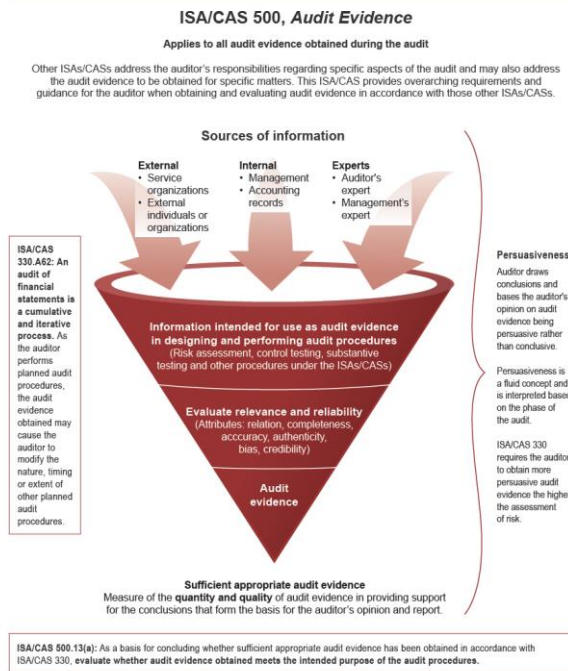 ISA/CAS 500, Audit Evidence
Applies to all audit evidence obtained during the audit
Other ISAs/CASs address the auditor's responsibilities regarding specific aspects of the audit and may also address
the audit evidence to be obtained for specific matters. This ISA/CAS provides overarching requirements and
guidance for the auditor when obtaining and evaluating audit evidence in accordance with those other ISAs/CASs.
Sources of information
External
• Service
organizations
• External
individuals or
organizations
Internal
• Management
• Accounting
records
Experts
• Auditor's
expert
• Management's
expert
ISA/CAS
330.A62: An
audit of
financial
statements is
a cumulative
and iterative
process. As
the auditor
performs
planned audit
procedures,
the audit
evidence
obtained may
cause the
auditor to
modify the
nature, timing
or extent of
other planned
audit
procedures.
Information intended for use as audit evidence
in designing and performing audit procedures
(Risk assessment, control testing, substantive
testing and other procedures under the ISAs/CASs)
Evaluate relevance and reliability
(Attributes: relation, completeness,
acccuracy, authenticity,
bias, credibility)
Audit
evidence
Persuasiveness
Auditor draws
conclusions and
bases the auditor's
opinion on audit
evidence being
persuasive rather
than conclusive.
Persuasiveness is
a fluid concept and
is interpreted based
on the phase of
the audit.
ISA/CAS 330
requires the auditor
to obtain more
persuasive audit
evidence the higher
the assessment
of risk.
Sufficient appropriate audit evidence
Measure of the quantity and quality of audit evidence in providing support
for the conclusions that form the basis for the auditor's opinion and report.
ISA/CAS 500.13(a): As a basis for concluding whether sufficient appropriate audit evidence has been obtained in accordance with
ISA/CAS 330, evaluate whether audit evidence obtained meets the intended purpose of the audit procedures.